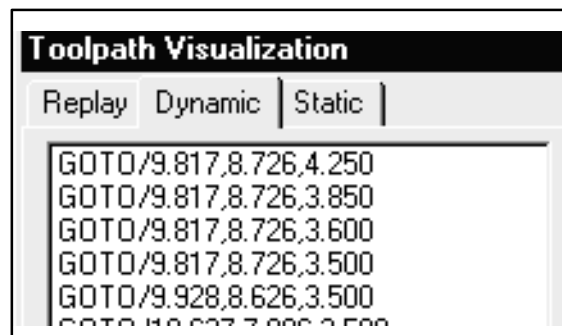 Toolpath Visualization
Replay Dynamic Static
GOTO/9.817,8.726,4.250
GOTO/9.817,8.726,3.850
GOTO/9.817,8.726,3.600
GOTO/9.817,8.726,3.500
GOTO/9.928,8.626,3.500